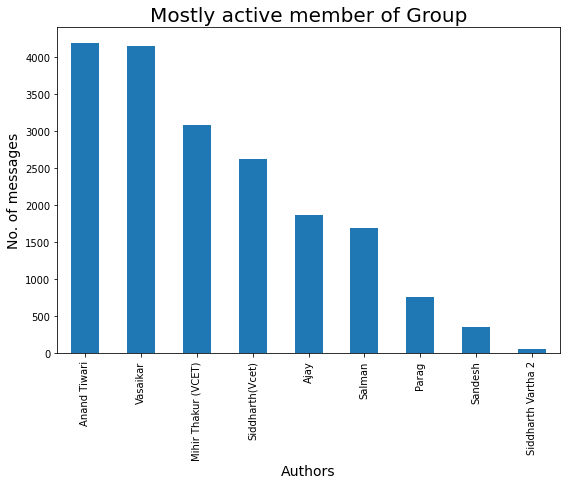 Mostly active member of Group
No. of messages
4000
3500
3000
2500
2000
1500
1000
500
0
Anand Tiwari
Vasaikar
Mihir Thakur (VCET)
Siddharth(Vcet)
Ajay
Salman
Parag
Sandesh
Siddharth Vartha 2
Authors